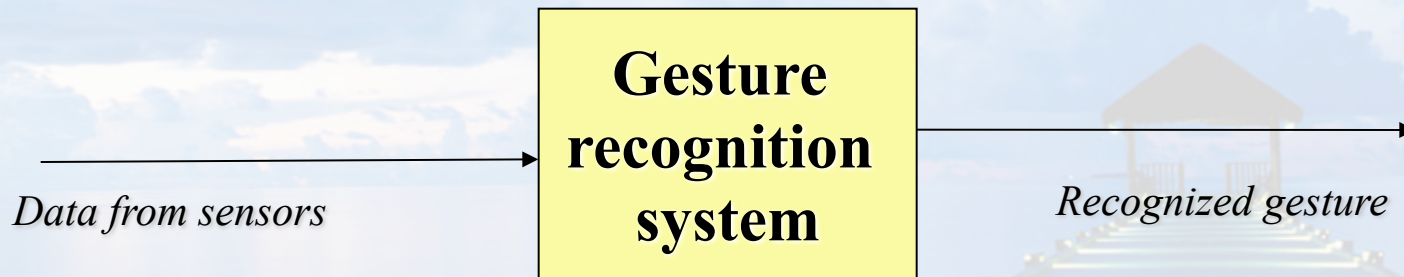 Data from sensors
Gesture
recognition
system
Recognized gesture